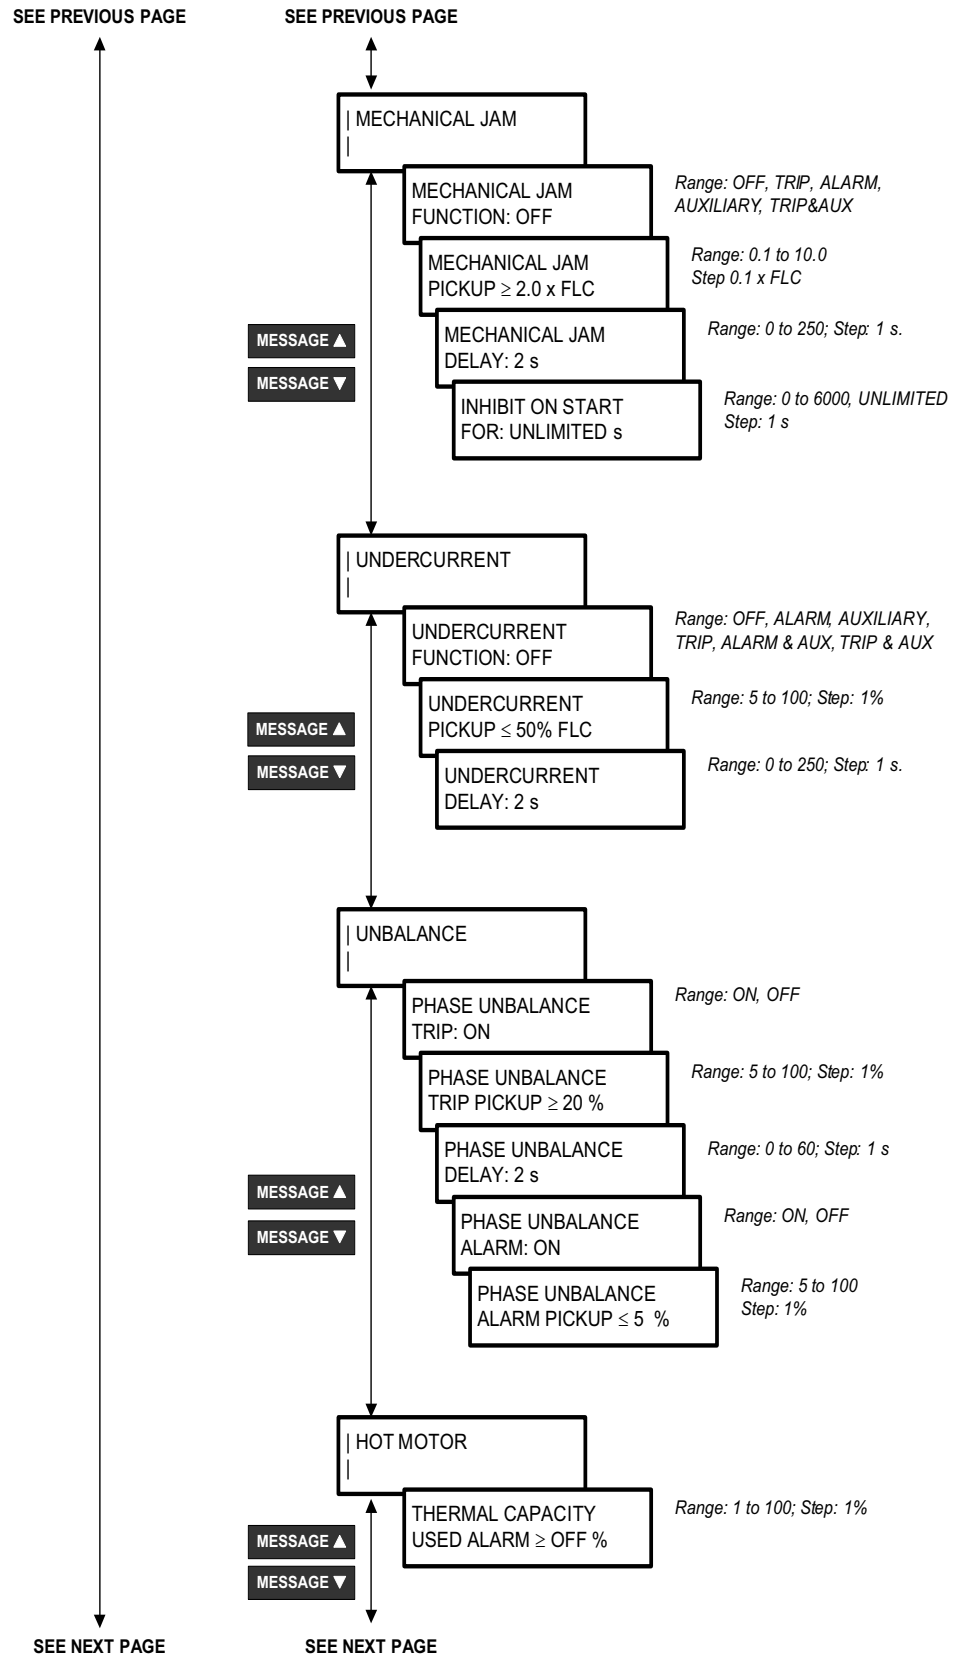 SEE PREVIOUS PAGE
SEE PREVIOUS PAGE
| MECHANICAL JAM
|
MECHANICAL JAM
FUNCTION: OFF
Range: OFF, TRIP, ALARM,
AUXILIARY, TRIP&AUX
MECHANICAL JAM
PICKUP ≥ 2.0 x FLC
Range: 0.1 to 10.0
Step 0.1 x FLC
MECHANICAL JAM
DELAY: 2 s
Range: 0 to 250; Step: 1 s.
MESSAGE ▲
MESSAGE ▼
INHIBIT ON START
FOR: UNLIMITED s
Range: 0 to 6000, UNLIMITED
Step: 1 s
| UNDERCURRENT
|
UNDERCURRENT
FUNCTION: OFF
Range: OFF, ALARM, AUXILIARY,
TRIP, ALARM & AUX, TRIP & AUX
UNDERCURRENT
PICKUP ≤ 50% FLC
Range: 5 to 100; Step: 1%
MESSAGE ▲
MESSAGE ▼
UNDERCURRENT
DELAY: 2 s
Range: 0 to 250; Step: 1 s.
| UNBALANCE
|
PHASE UNBALANCE
TRIP: ON
Range: ON, OFF
PHASE UNBALANCE
TRIP PICKUP ≥ 20 %
Range: 5 to 100; Step: 1%
PHASE UNBALANCE
DELAY: 2 s
Range: 0 to 60; Step: 1 s
MESSAGE ▲
MESSAGE ▼
PHASE UNBALANCE
ALARM: ON
Range: ON, OFF
PHASE UNBALANCE
ALARM PICKUP ≤ 5 %
Range: 5 to 100
Step: 1%
| HOT MOTOR
|
THERMAL CAPACITY
USED ALARM ≥ OFF %
Range: 1 to 100; Step: 1%
MESSAGE ▲
MESSAGE ▼
SEE NEXT PAGE
SEE NEXT PAGE